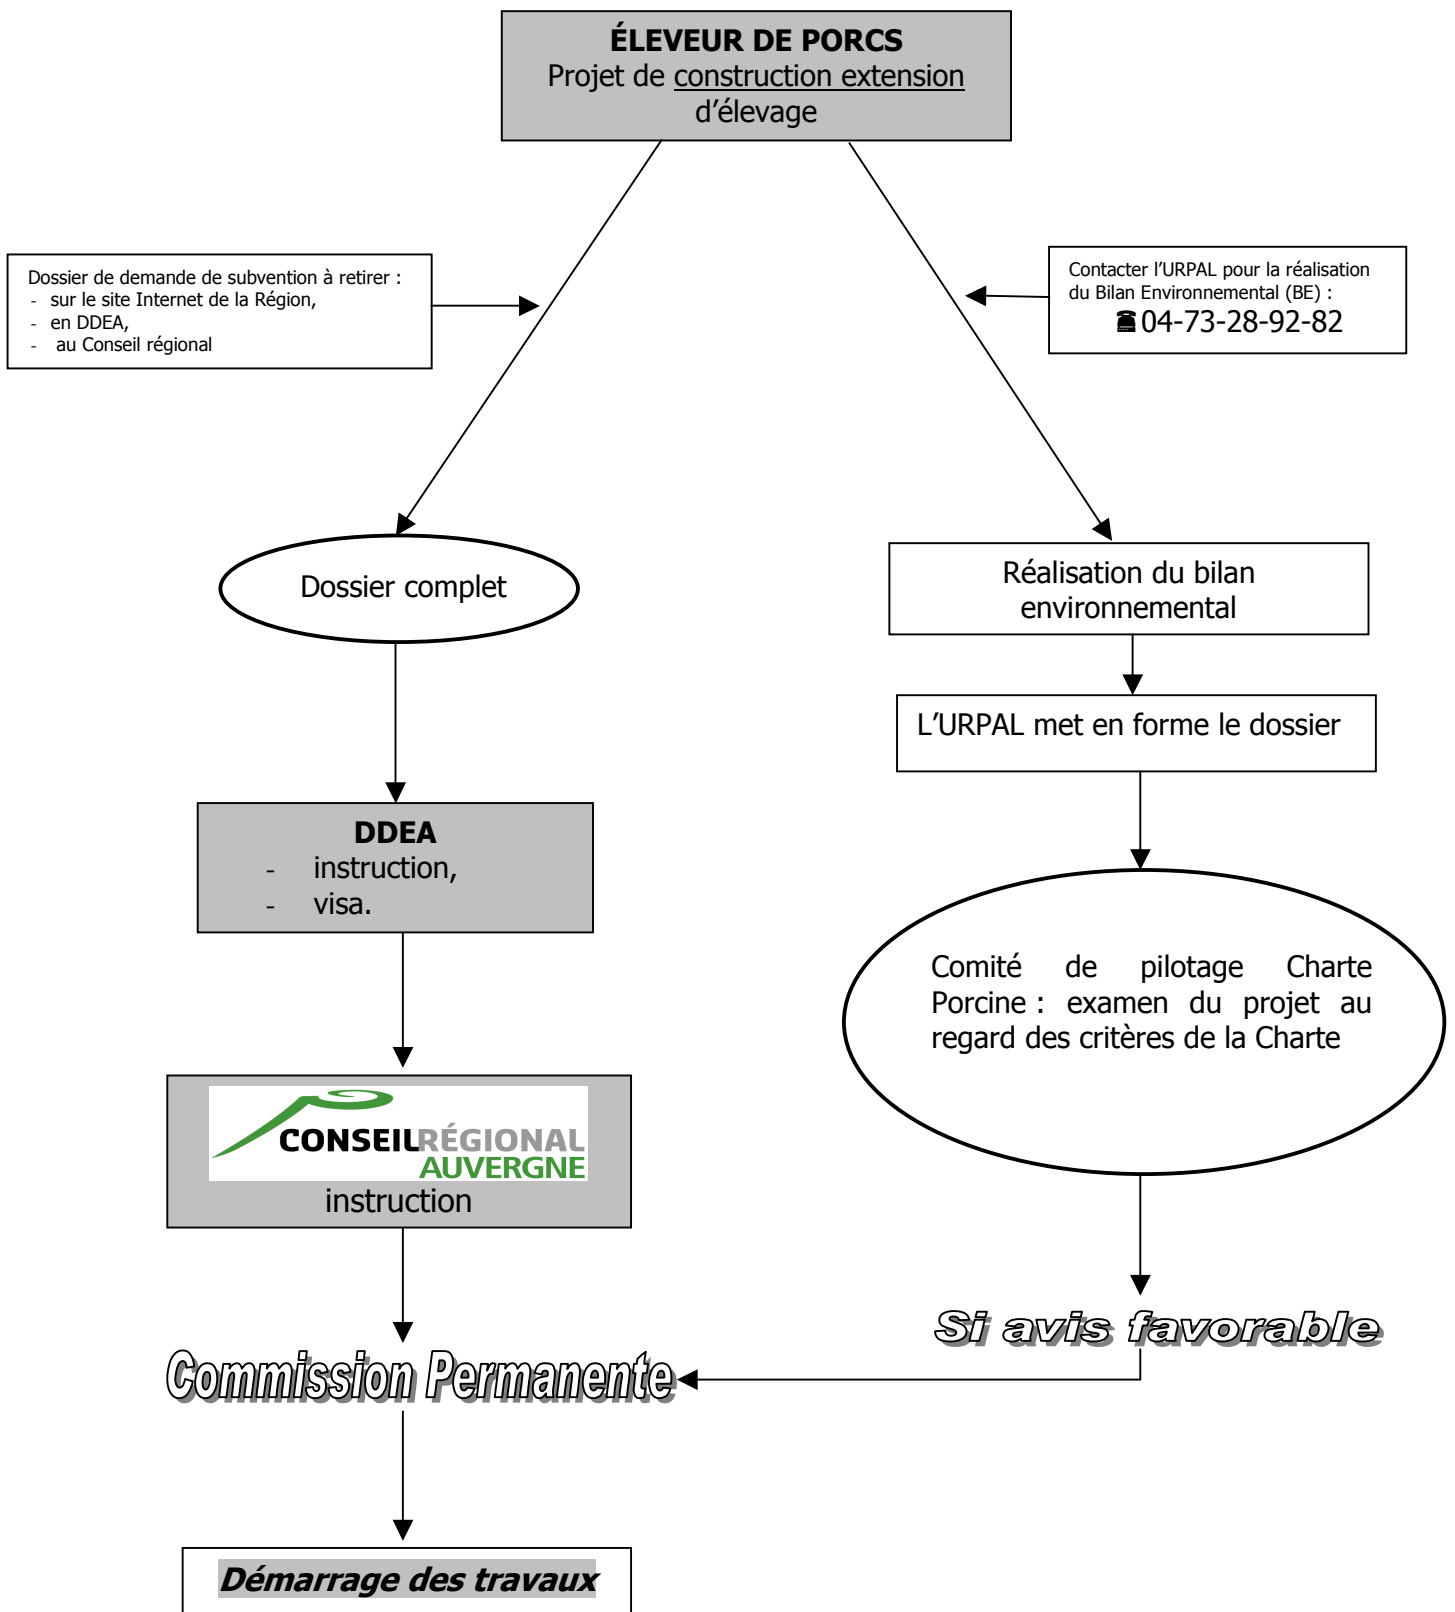 ÉLEVEUR DE PORCS
Projet de construction extension
d’élevage
Dossier de demande de subvention à retirer :
- sur le site Internet de la Région,
- en DDEA,
- au Conseil régional
Contacter l’URPAL pour la réalisation
du Bilan Environnemental (BE) :
☎04-73-28-92-82
Dossier complet
Réalisation du bilan
environnemental
L’URPAL met en forme le dossier
DDEA
- instruction,
- visa.
Comité de pilotage Charte
Porcine : examen du projet au
regard des critères de la Charte
CONSEIL RÉGIONAL
AUVERGNE
instruction
Si avis favorable
Commission Permanente
Démarrage des travaux